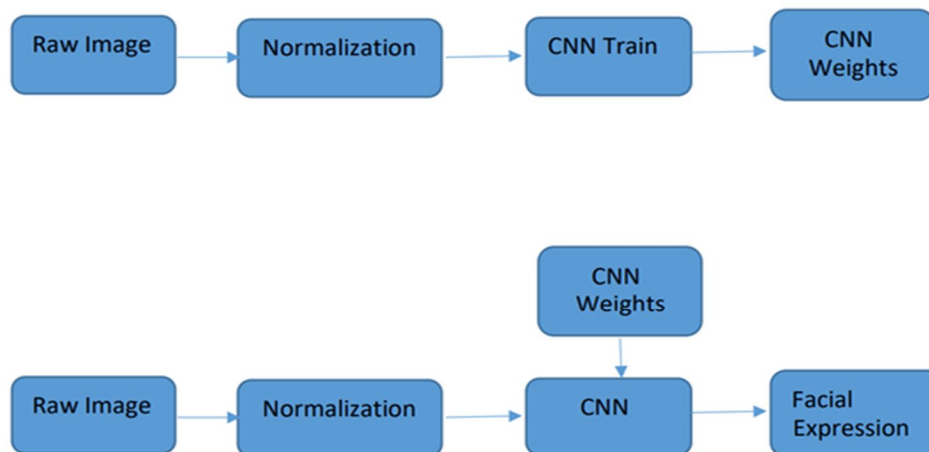 Raw Image
Normalization
CNN Train
CNN
Weights
CNN
Weights
Raw Image
Normalization
CNN
Facial
Expression